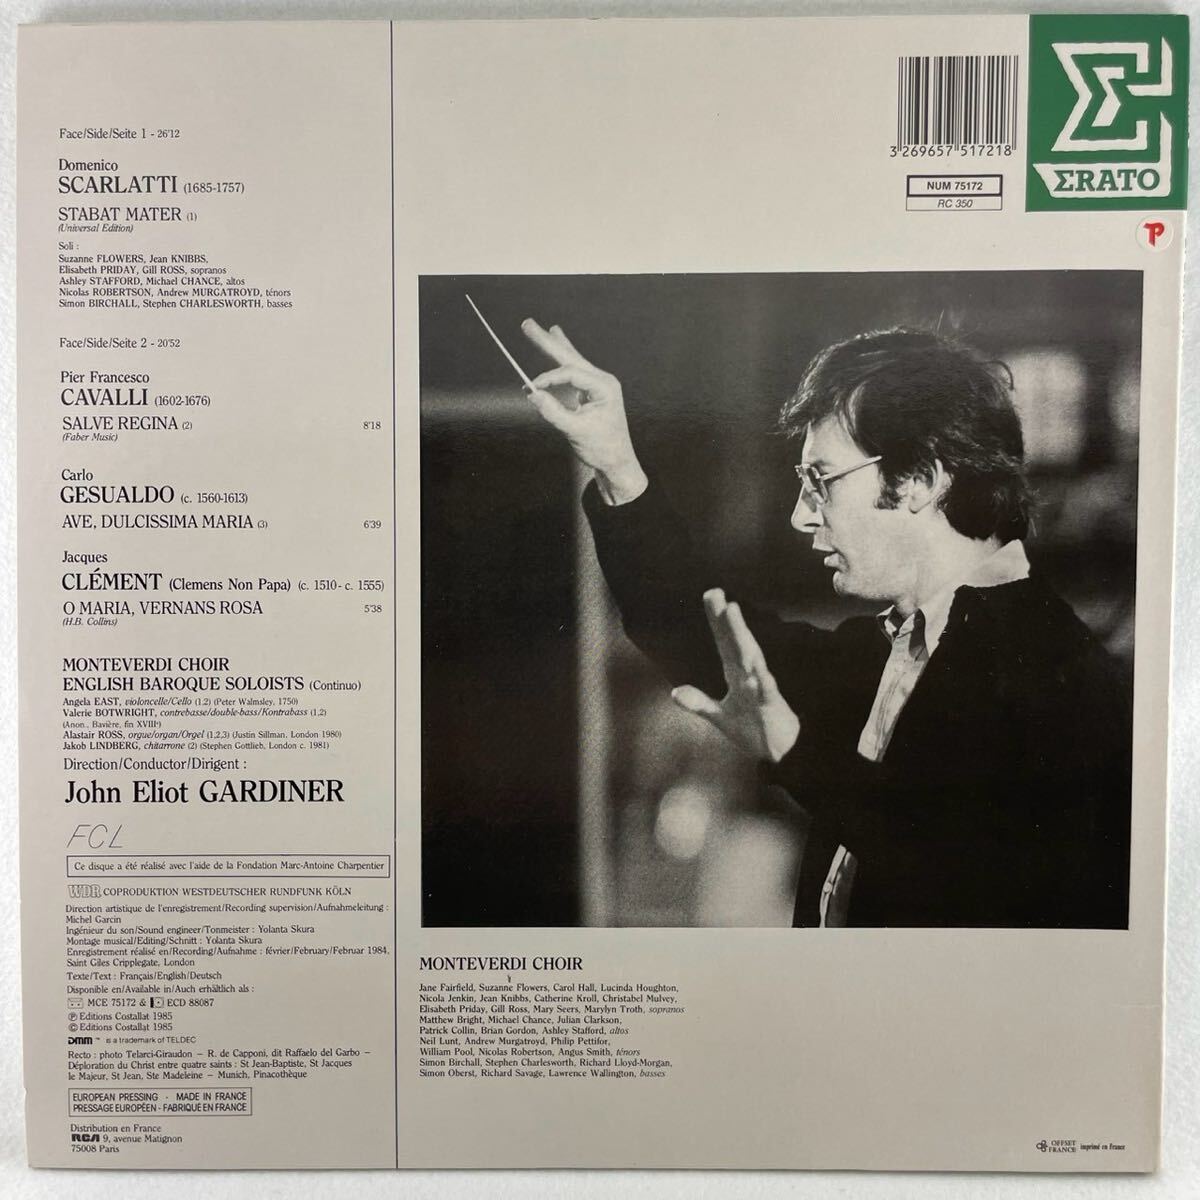 Face/Side/Seite 1 - 26'12
Domenico
SCARLATTI (1685-1757)
STABAT MATER (1)
(Universal Edition)
Soli :
Suzanne FLOWERS, Jean KNIBBS,
Elisabeth PRIDAY, Gill ROSS, sopranos
Ashley STAFFORD, Michael CHANCE, altos
Nicolas ROBERTSON, Andrew MURGATROYD, ténors
Simon BIRCHALL, Stephen CHARLESWORTH, basses
Face/Side/Seite 2 - 20'52
Pier Francesco
CAVALLI (1602-1676)
SALVE REGINA (2) 8'18
(Faber Music)
Carlo
GESUALDO (c. 1560-1613)
AVE, DULCISSIMA MARIA (3) 6'39
Jacques
CLÉMENT (Clemens Non Papa) (c. 1510 - c. 1555)
O MARIA, VERNANS ROSA 5'38
(H.B. Collins)
MONTEVERDI CHOIR
ENGLISH BAROQUE SOLOISTS (Continuo)
Angela EAST, violoncelle/Cello (1,2) (Peter Walmsley, 1750)
Valerie BOTWRIGHT, contrebasse/double-bass/Kontrabass (1,2)
(Anon., Bavière, fin XVIIIe)
Alastair ROSS, orgue/organ/Orgel (1,2,3) (Justin Sillman, London 1980)
Jakob LINDBERG, chitarrone (2) (Stephen Gottlieb, London c. 1981)
Direction/Conductor/Dirigent :
John Eliot GARDINER
FCL
Ce disque a été réalisé avec l'aide de la Fondation Marc-Antoine Charpentier
WDR COPRODUKTION WESTDEUTSCHER RUNDFUNK KÖLN
Direction artistique de l'enregistrement/Recording supervision/Aufnahmeleitung :
Michel Garcin
Ingénieur du son/Sound engineer/Tonmeister : Yolanta Skura
Montage musical/Editing/Schnitt : Yolanta Skura
Enregistrement réalisé en/Recording/Aufnahme : février/February/Februar 1984,
Saint Giles Cripplegate, London
Texte/Text : Français/English/Deutsch
Disponible en/Available in/Auch erhältlich als :
MCE 75172 & ECD 88087
Ⓟ Editions Costallat 1985
© Editions Costallat 1985
DMM ™ is a trademark of TELDEC
Recto : photo Telarci-Giraudon – R. de Capponi, dit Raffaelo del Garbo –
Déploration du Christ entre quatre saints : St Jean-Baptiste, St Jacques
le Majeur, St Jean, Ste Madeleine – Munich, Pinacothèque
EUROPEAN PRESSING - MADE IN FRANCE
PRESSAGE EUROPÉEN - FABRIQUÉ EN FRANCE
Distribution en France
RCA 9, avenue Matignon
75008 Paris
3 269657 517218
NUM 75172
RC 350
ERATO
P
MONTEVERDI CHOIR
Jane Fairfield, Suzanne Flowers, Carol Hall, Lucinda Houghton,
Nicola Jenkin, Jean Knibbs, Catherine Kroll, Christabel Mulvey,
Elisabeth Priday, Gill Ross, Mary Seers, Marylyn Troth, sopranos
Matthew Bright, Michael Chance, Julian Clarkson,
Patrick Collin, Brian Gordon, Ashley Stafford, altos
Neil Lunt, Andrew Murgatroyd, Philip Pettifor,
William Pool, Nicolas Robertson, Angus Smith, ténors
Simon Birchall, Stephen Charlesworth, Richard Lloyd-Morgan,
Simon Oberst, Richard Savage, Lawrence Wallington, basses
OFFSET
FRANCE imprimé en France